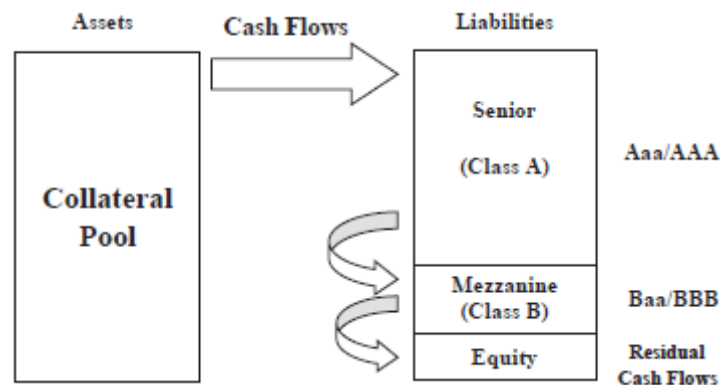 Assets
Cash Flows
Liabilities
Collateral
Pool
Senior
(Class A)
Aaa/AAA
Mezzanine
(Class B)
Baa/BBB
Equity
Residual
Cash Flows